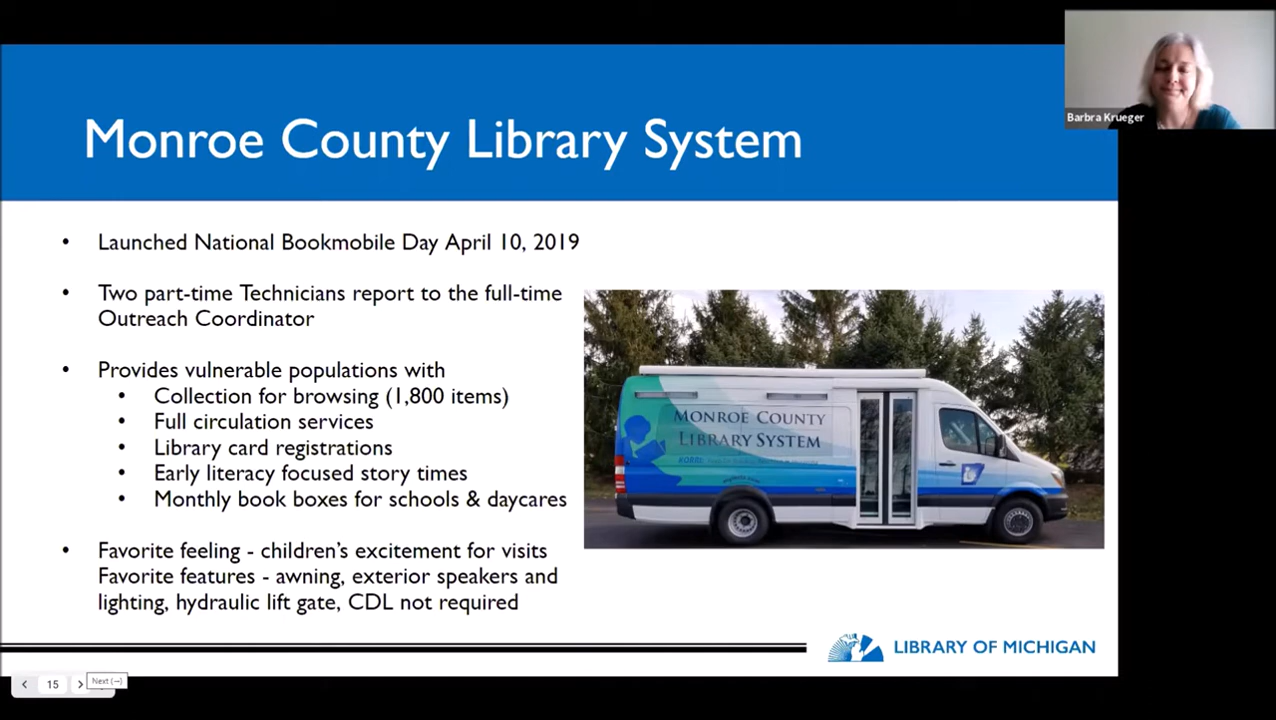 Monroe County Library System
Barbra Krueger
• Launched National Bookmobile Day April 10, 2019
• Two part-time Technicians report to the full-time
Outreach Coordinator
• Provides vulnerable populations with
• Collection for browsing (1,800 items)
• Full circulation services
• Library card registrations
• Early literacy focused story times
• Monthly book boxes for schools & daycares
• Favorite feeling - children's excitement for visits
Favorite features - awning, exterior speakers and
lighting, hydraulic lift gate, CDL not required
MONROE COUNTY
LIBRARY SYSTEM
LIBRARY OF MICHIGAN
15
Next (→)